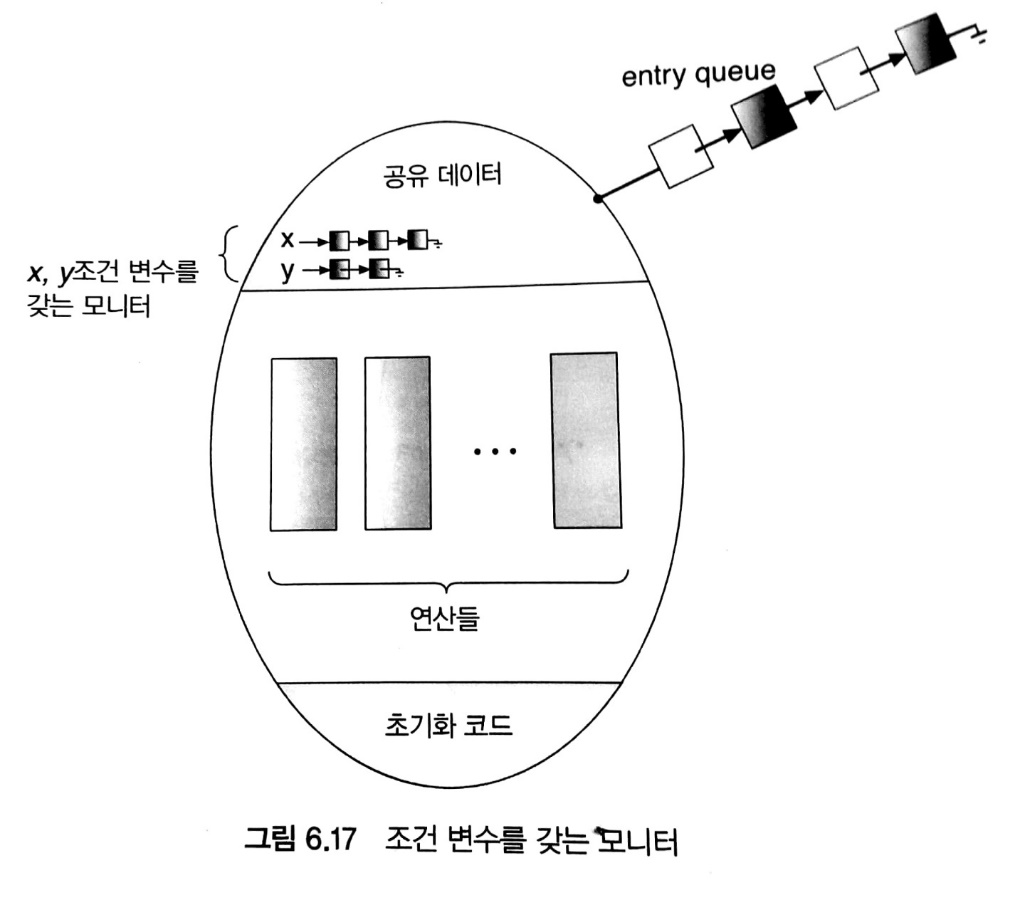 entry queue
공유 데이터
x
y
x, y조건 변수를
갖는 모니터
...
연산들
초기화 코드
그림 6.17 조건 변수를 갖는 모니터